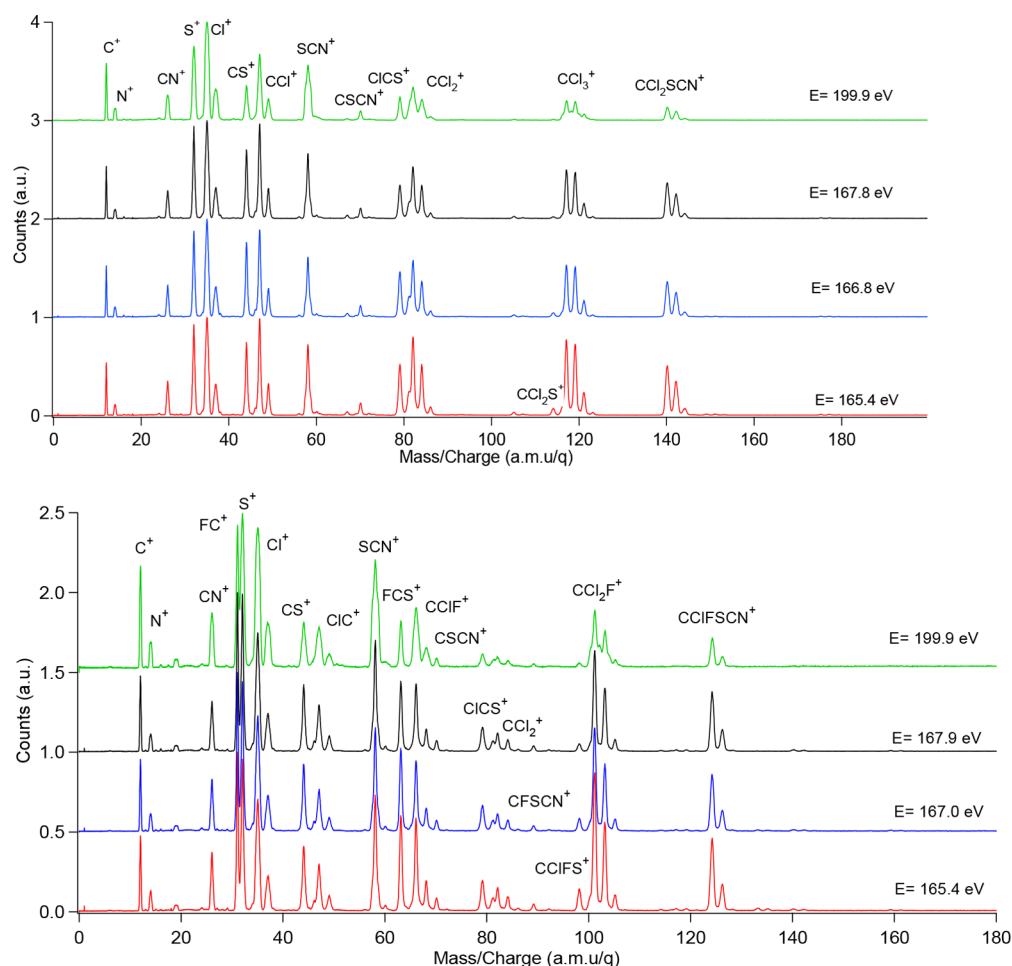 4
3
2
1
0
Counts (a.u.)
C⁺
N⁺
CN⁺
S⁺
Cl⁺
CS⁺
CCl⁺
SCN⁺
CSCN⁺
ClCS⁺
CCl₂⁺
CCl₃⁺
CCl₂SCN⁺
E= 199.9 eV
E= 167.8 eV
E= 166.8 eV
CCl₂S⁺
E= 165.4 eV
0 20 40 60 80 100 120 140 160 180
Mass/Charge (a.m.u/q)
2.5
2.0
1.5
1.0
0.5
0.0
Counts (a.u.)
C⁺
N⁺
CN⁺
FC⁺
S⁺
Cl⁺
CS⁺
ClC⁺
SCN⁺
FCS⁺
CClF⁺
CSCN⁺
CCl₂F⁺
CClFSCN⁺
E= 199.9 eV
ClCS⁺
CCl₂⁺
E= 167.9 eV
CFSCN⁺
E= 167.0 eV
CClFS⁺
E= 165.4 eV
0 20 40 60 80 100 120 140 160 180
Mass/Charge (a.m.u/q)